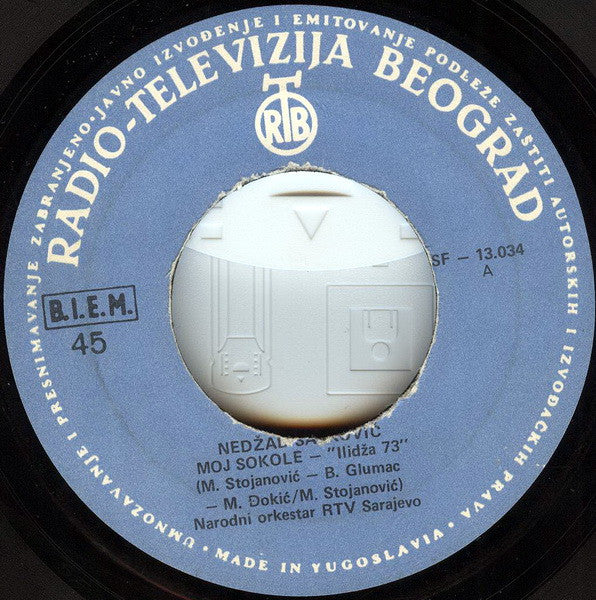 UMNOZAVANJE I PRESNIMAVANJE ZABRANJENO · JAVNO IZVOĐENJE I EMITOVANJE PODLEŽE ZAŠTITI AUTORSKIH I IZVOĐAČKIH PRAVA · MADE IN YUGOSLAVIA ·
RADIO-TELEVIZIJA BEOGRAD
RTB
SF – 13.034
A
B.I.E.M.
45
MOJ SOKOLE – "Ilidža 73"
(M. Stojanović – B. Glumac
– M. Đokić/M. Stojanović)
Narodni orkestar RTV Sarajevo